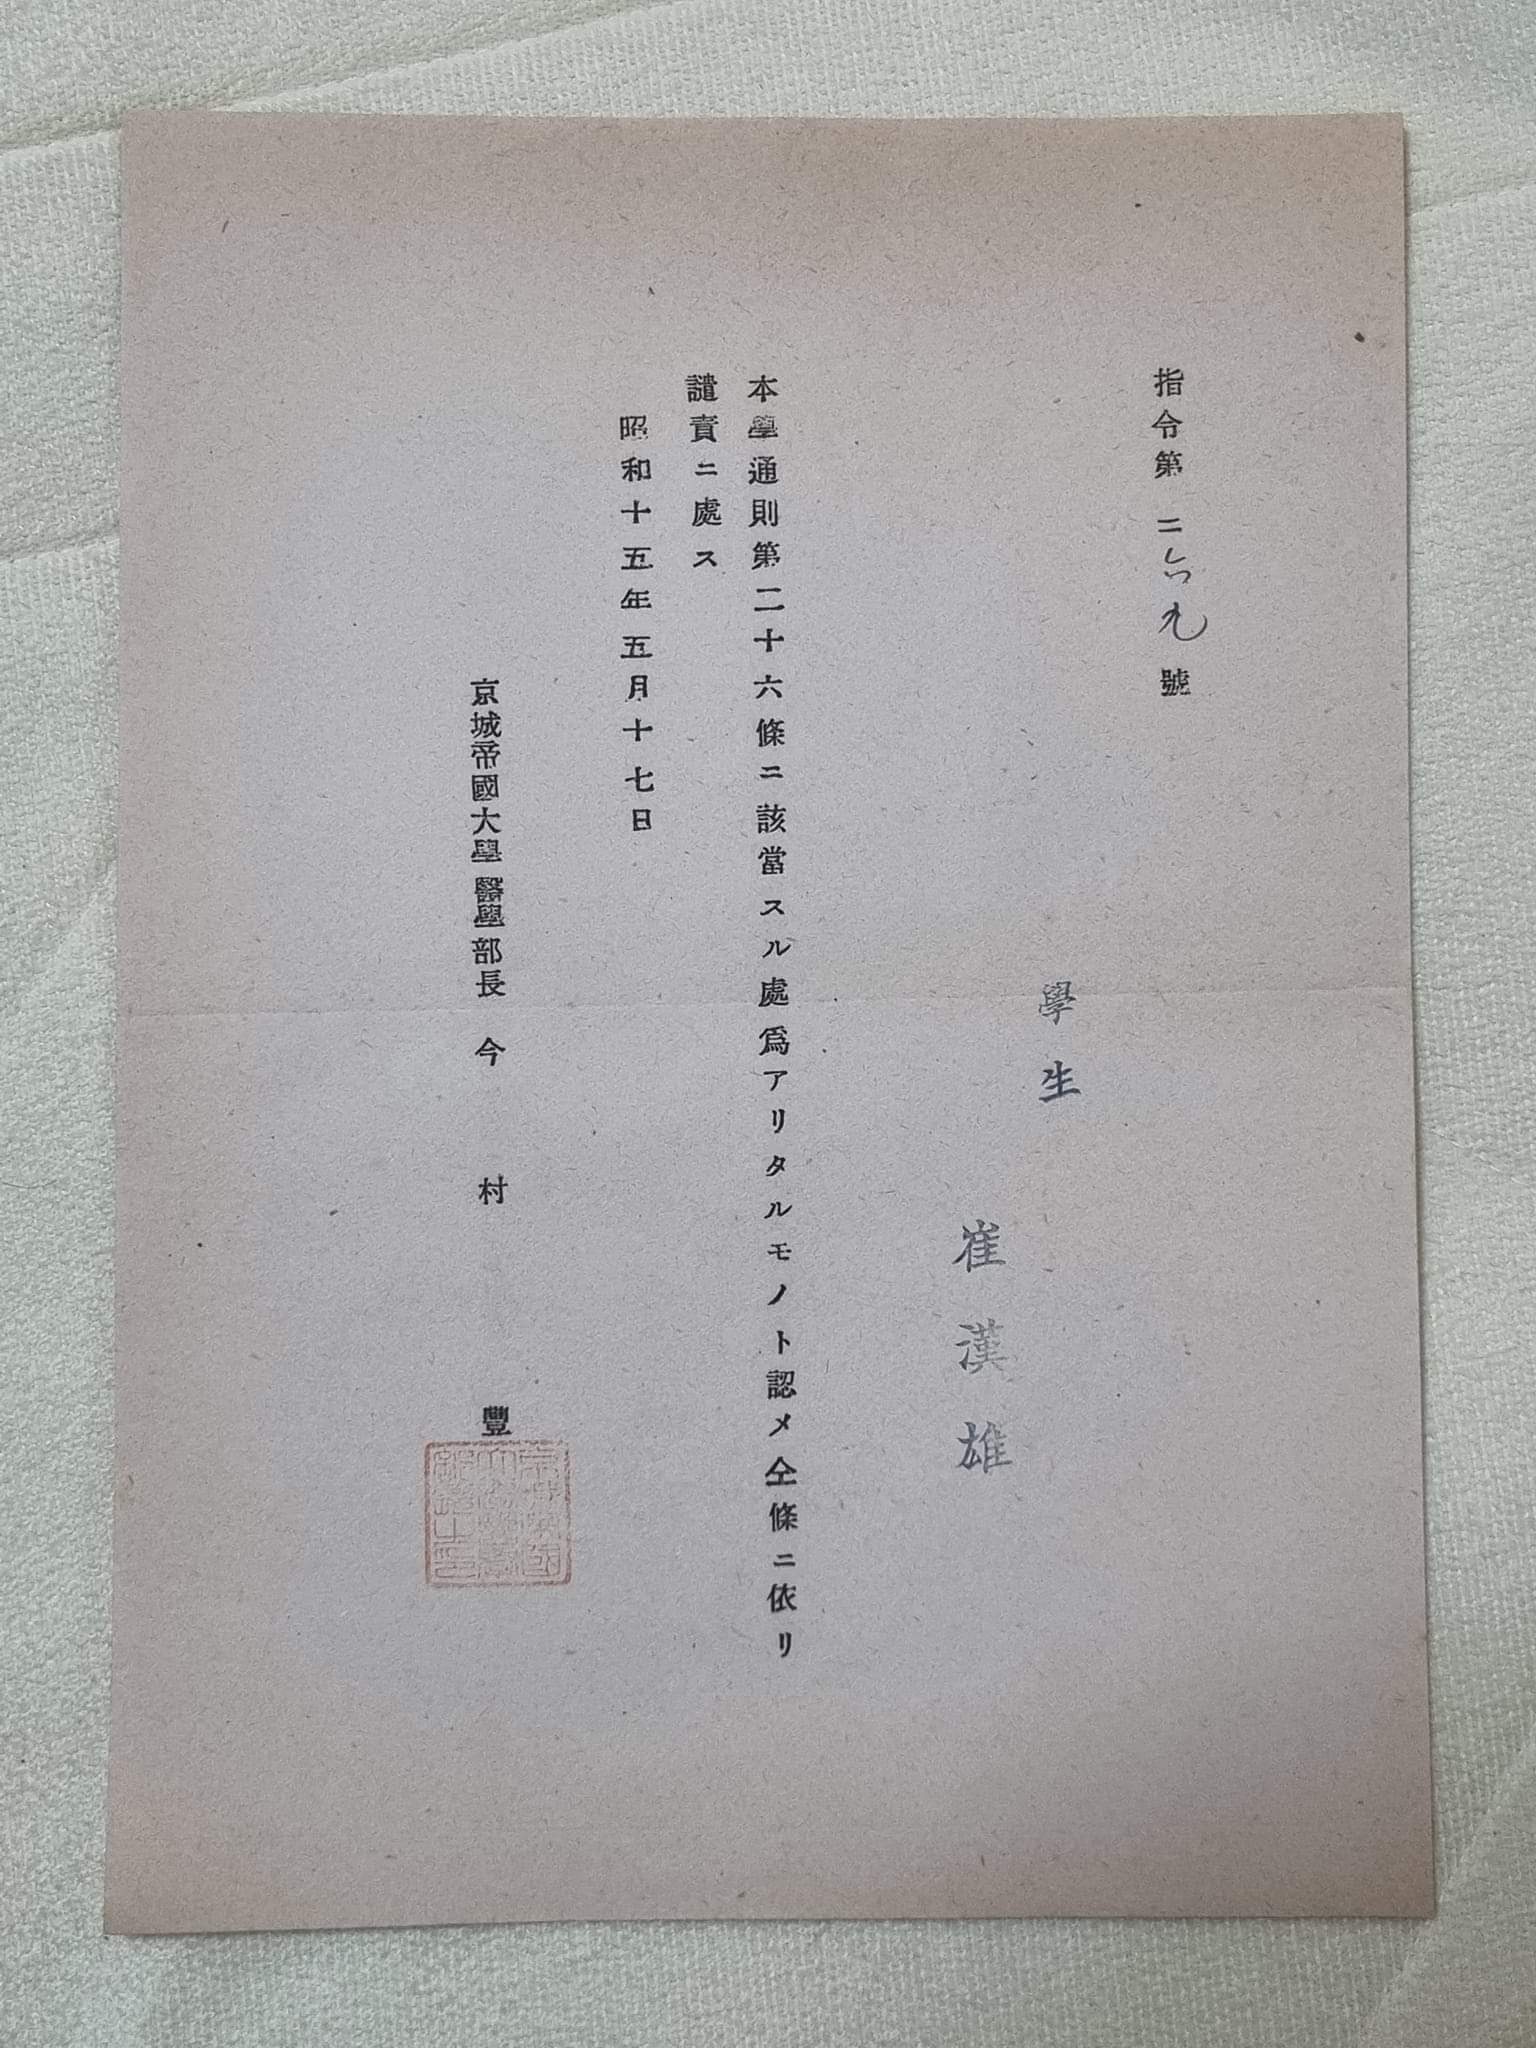 指令第二六九號
學生
崔漢雄
本學通則第二十六條ニ該當スル處爲アリタルモノト認メ仝條ニ依リ
譴責ニ處ス
昭和十五年五月十七日
京城帝國大學醫學部長今村豐